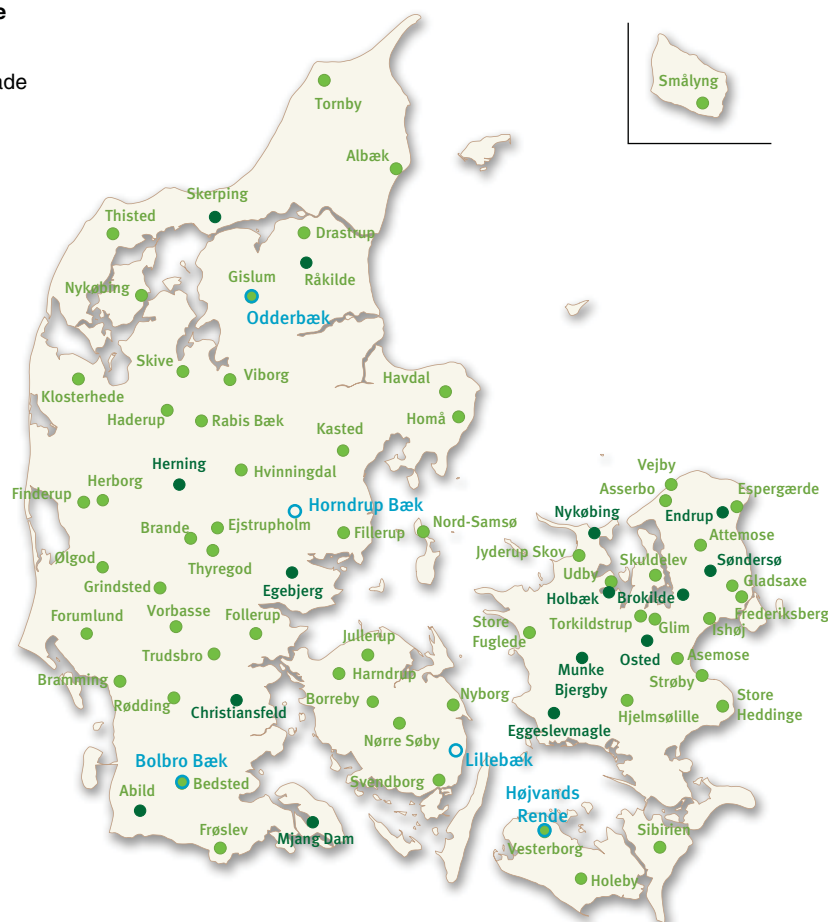 Smålyng
Tornby
Albæk
Skerping
Thisted
Drastrup
Gislum
Råkilde
Nykøbing
Odderbæk
Skive
Viborg
Havdal
Klosterhede
Haderup
Rabis Bæk
Homå
Kasted
Herning
Hvinningdal
Vejby
Herborg
Finderup
Asserbo
Espergærde
Horndrup Bæk
Nykøbing
Endrup
Brande
Ejstrupholm
Fillerup
Nord-Samsø
Attemose
Jyderup Skov
Ølgod
Thyregod
Skuldelev
Søndersø
Udby
Grindsted
Egebjerg
Holbæk
Brokilde
Gladsaxe
Forumlund
Vorbasse
Follerup
Store
Fuglede
Torkildstrup
Glim
Ishøj
Frederiksberg
Jullerup
Trudsbro
Osted
Asemose
Harndrup
Munke
Bjergby
Strøby
Bramming
Rødding
Christiansfeld
Borreby
Nyborg
Hjelmsølille
Store
Heddinge
Eggeslevmagle
Nørre Søby
Bolbro Bæk
Lillebæk
Bedsted
Svendborg
Abild
Højvands
Rende
Frøslev
Mjang Dam
Vesterborg
Sibirien
Holeby